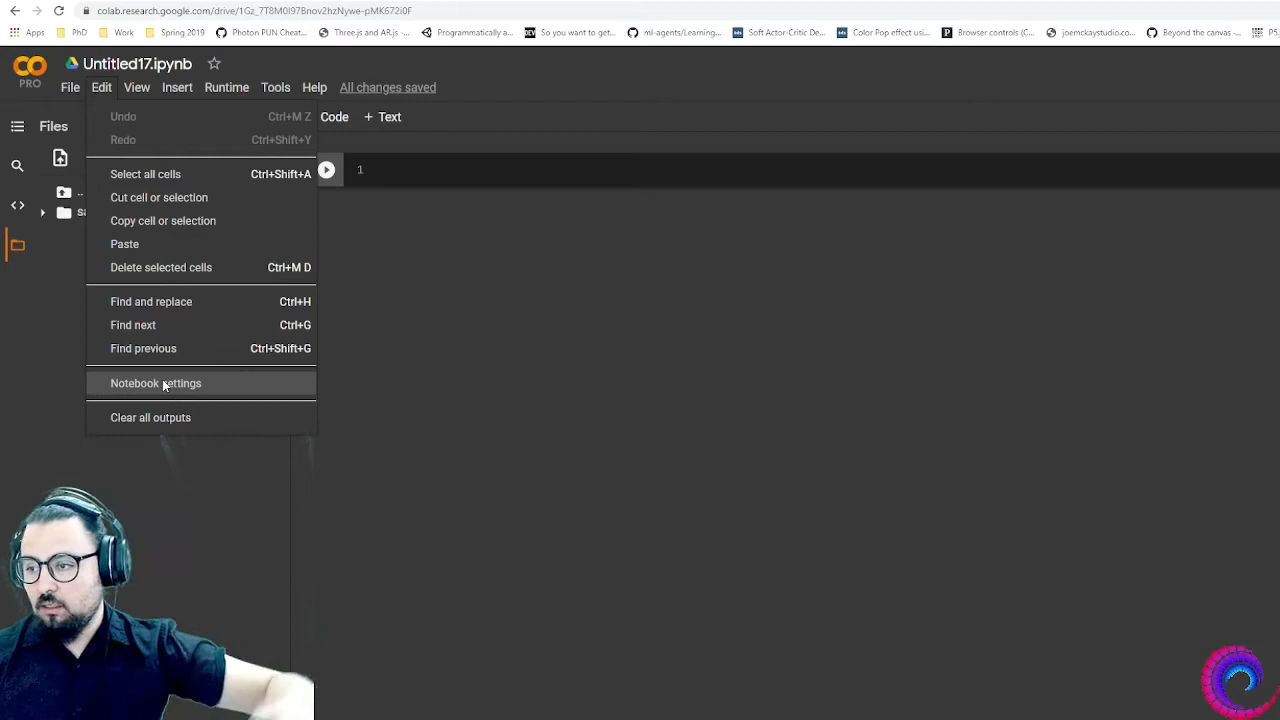 colab.research.google.com/drive/1Gz_7T8M0I97Bnov2hzNywe-pMK672i0F
Apps PhD Work Spring 2019 Photon PUN Cheat... Three.js and AR.js -... Programmatically a... So you want to get... ml-agents/Learning... Soft Actor-Critic De... Color Pop effect usi... Browser controls (C... joemckaystudio.co... Beyond the canvas -...
Untitled17.ipynb
PRO
File Edit View Insert Runtime Tools Help All changes saved
Undo Ctrl+M Z
Code + Text
Files
Redo Ctrl+Shift+Y
Select all cells Ctrl+Shift+A
1
Cut cell or selection
..
sa
Copy cell or selection
Paste
Delete selected cells Ctrl+M D
Find and replace Ctrl+H
Find next Ctrl+G
Find previous Ctrl+Shift+G
Notebook settings
Clear all outputs